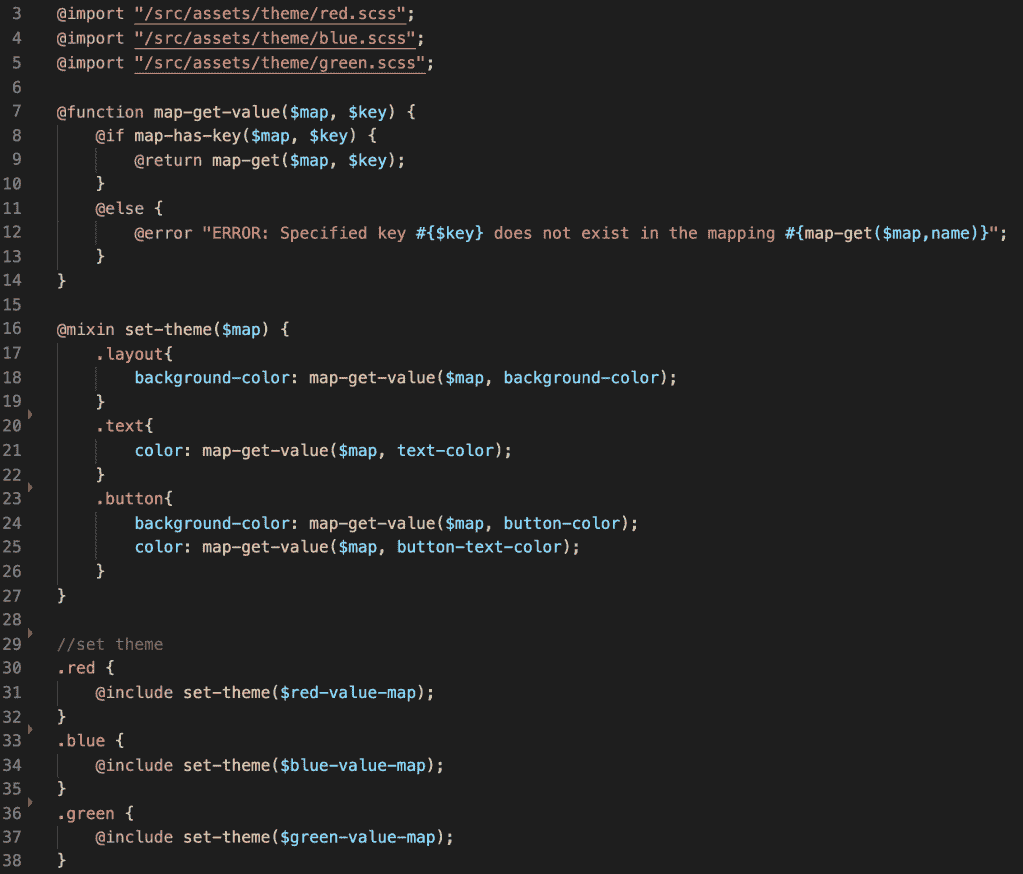 3 @import "/src/assets/theme/red.scss";
4 @import "/src/assets/theme/blue.scss";
5 @import "/src/assets/theme/green.scss";
6
7 @function map-get-value($map, $key) {
8     @if map-has-key($map, $key) {
9         @return map-get($map, $key);
10     }
11     @else {
12         @error "ERROR: Specified key #{$key} does not exist in the mapping #{map-get($map,name)}";
13     }
14 }
15
16 @mixin set-theme($map) {
17     .layout{
18         background-color: map-get-value($map, background-color);
19     }
20     .text{
21         color: map-get-value($map, text-color);
22     }
23     .button{
24         background-color: map-get-value($map, button-color);
25         color: map-get-value($map, button-text-color);
26     }
27 }
28
29 //set theme
30 .red {
31     @include set-theme($red-value-map);
32 }
33 .blue {
34     @include set-theme($blue-value-map);
35 }
36 .green {
37     @include set-theme($green-value-map);
38 }